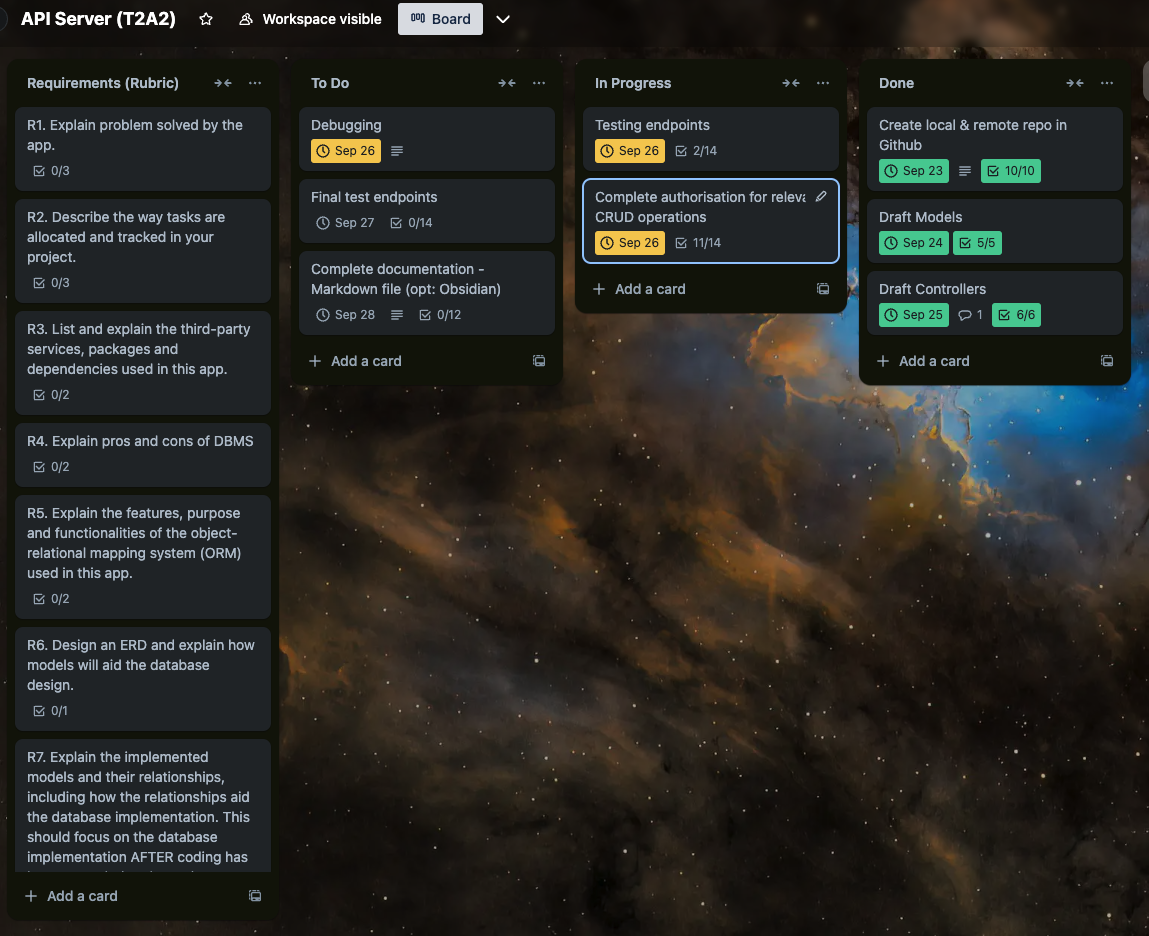 API Server (T2A2)
Workspace visible
Board
Requirements (Rubric)
R1. Explain problem solved by the
app.
0/3
R2. Describe the way tasks are
allocated and tracked in your
project.
0/3
R3. List and explain the third-party
services, packages and
dependencies used in this app.
0/2
R4. Explain pros and cons of DBMS
0/2
R5. Explain the features, purpose
and functionalities of the object-
relational mapping system (ORM)
used in this app.
0/2
R6. Design an ERD and explain how
models will aid the database
design.
0/1
R7. Explain the implemented
models and their relationships,
including how the relationships aid
the database implementation. This
should focus on the database
implementation AFTER coding has
Add a card
To Do
Debugging
Sep 26
Final test endpoints
Sep 27 0/14
Complete documentation -
Markdown file (opt: Obsidian)
Sep 28 0/12
Add a card
In Progress
Testing endpoints
Sep 26 2/14
Complete authorisation for
CRUD operations
Sep 26 11/14
Add a card
Done
Create local & remote repo in
Github
Sep 23 10/10
Draft Models
Sep 24 5/5
Draft Controllers
Sep 25 1 6/6
Add a card